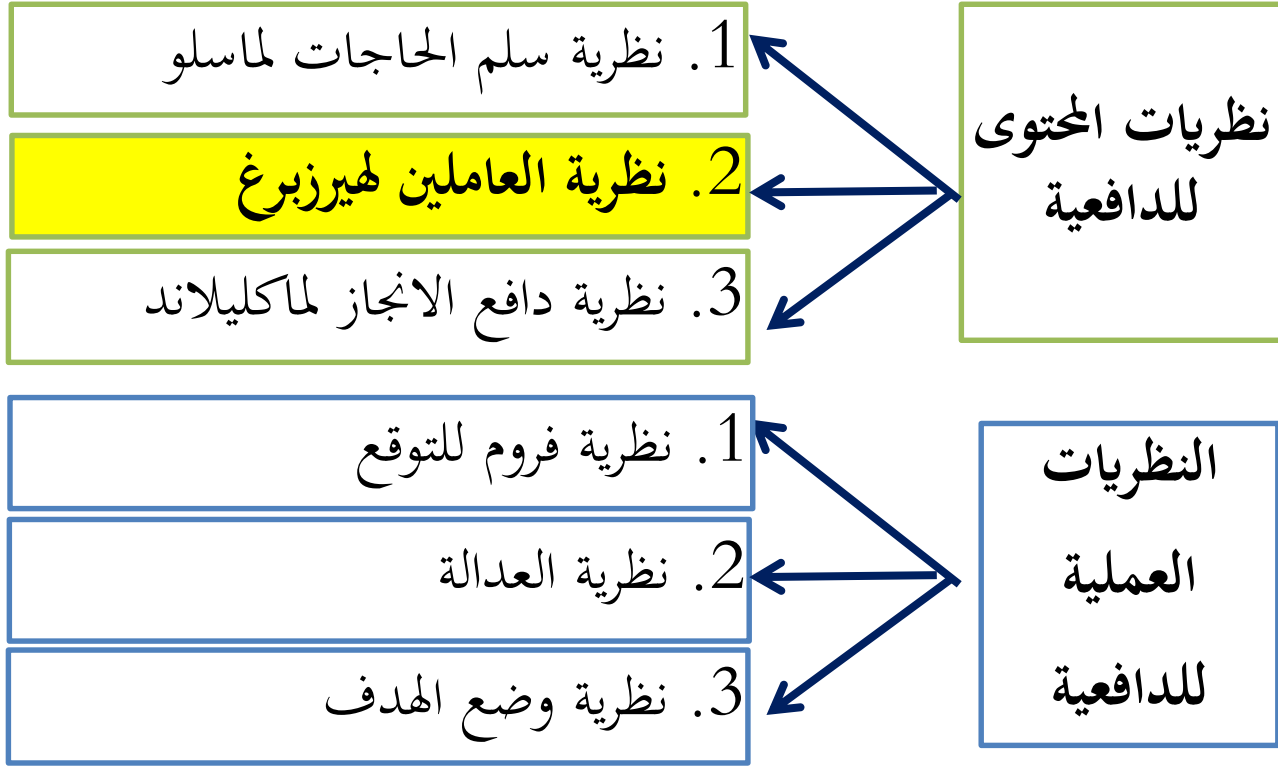 نظريات المحتوى
للدافعية
1. نظرية سلم الحاجات لماسلو
2. نظرية العاملين لهيرزبرغ
3. نظرية دافع الانجاز لماكليلاند
النظريات
العملية
للدافعية
1. نظرية فروم للتوقع
2. نظرية العدالة
3. نظرية وضع الهدف